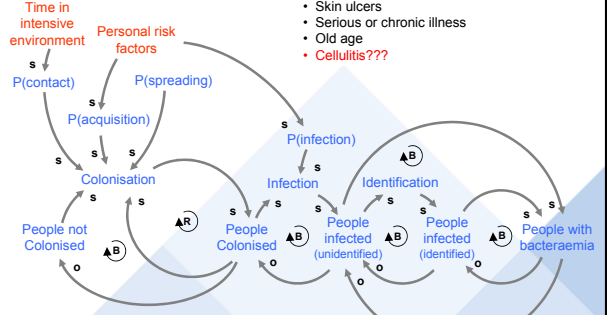 Time in
intensive
environment
Personal risk
factors
• Skin ulcers
• Serious or chronic illness
• Old age
• Cellulitis???
s
P(contact)
s
P(spreading)
P(acquisition)
s
P(infection)
s
s
s
s
s
Colonisation
Infection
Identification
B
s
s
s
s
s
s
s
s
s
People not
Colonised
B
R
People
Colonised
B
People
infected
(unidentified)
B
People
infected
(identified)
B
People with
bacteraemia
o
o
o
o
o